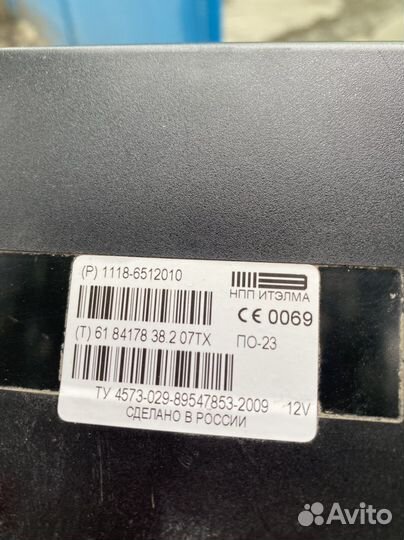 (P) 1118-6512010
НПП ИТЭЛМА
CE 0069
(T) 61 84178 38.2 07TX ПО-23
ТУ 4573-029-89547853-2009 12V
СДЕЛАНО В РОССИИ
Avito